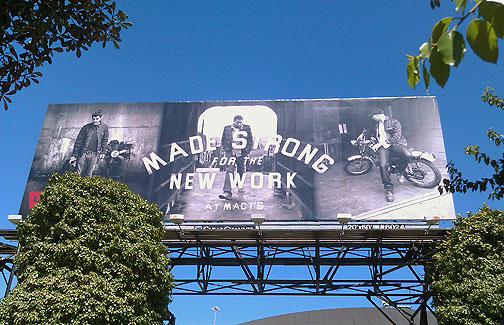 MADE STRONG
FOR THE
NEW WORK
AT MACY'S